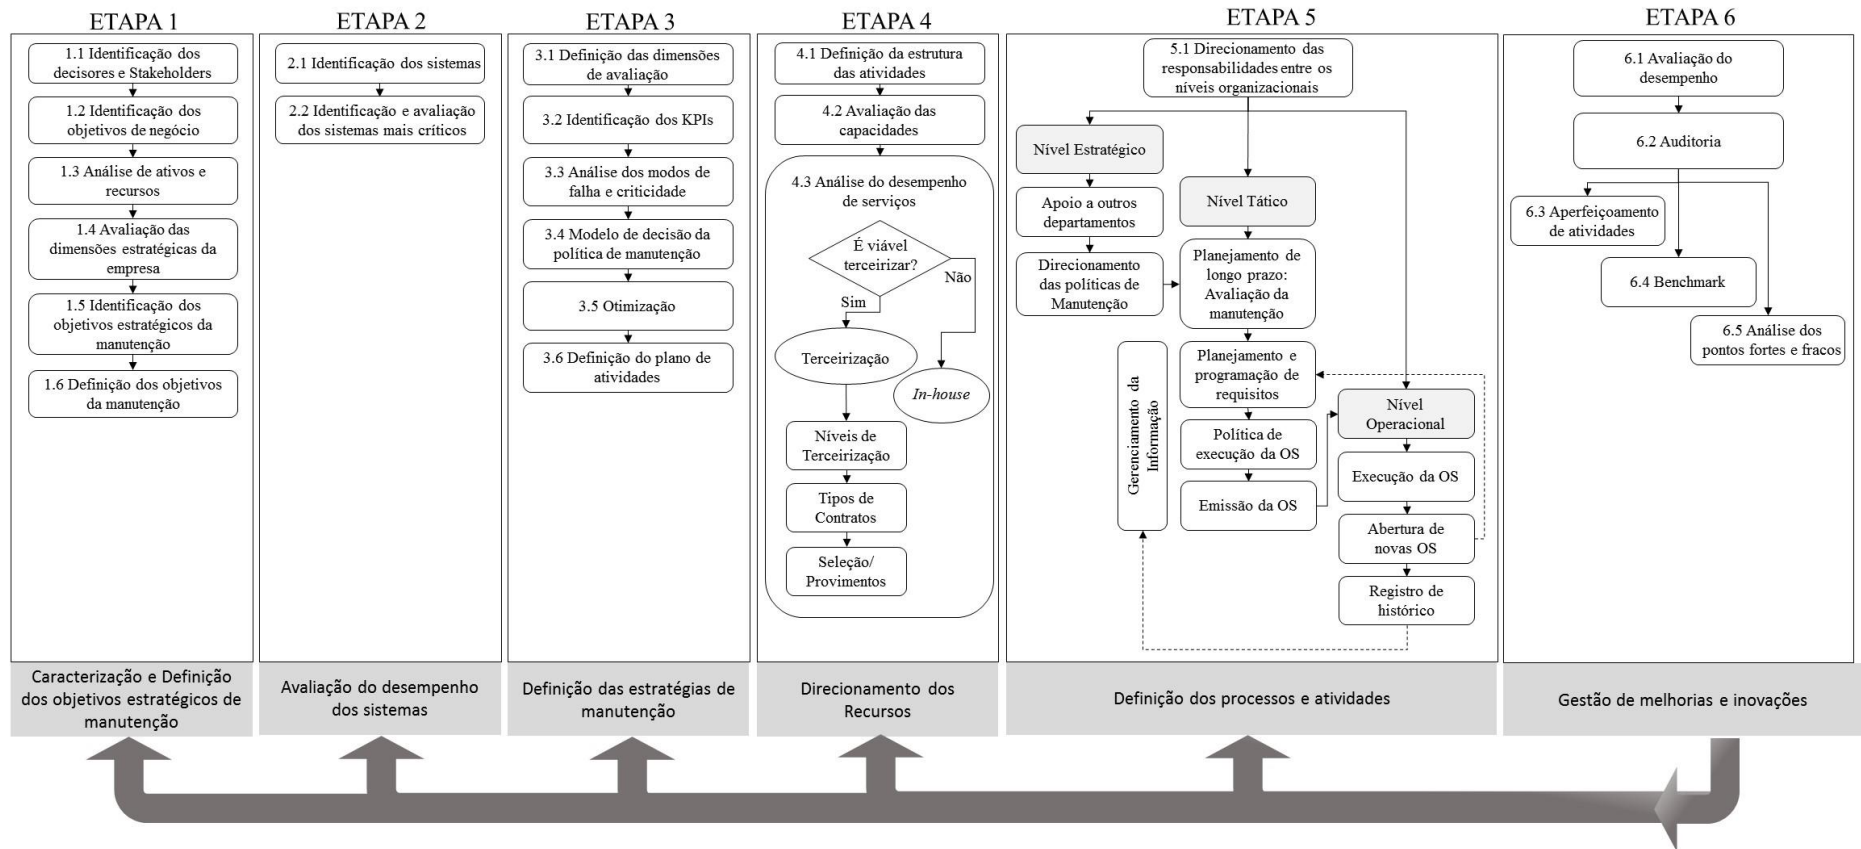 ETAPA 1
1.1 Identificação dos
decisores e Stakeholders
1.2 Identificação dos
objetivos de negócio
1.3 Análise de ativos e
recursos
1.4 Avaliação das
dimensões estratégicas da
empresa
1.5 Identificação dos
objetivos estratégicos da
manutenção
1.6 Definição dos objetivos
da manutenção
Caracterização e Definição
dos objetivos estratégicos de
manutenção
ETAPA 2
2.1 Identificação dos sistemas
2.2 Identificação e avaliação
dos sistemas mais críticos
Avaliação do desempenho
dos sistemas
ETAPA 3
3.1 Definição das dimensões
de avaliação
3.2 Identificação dos KPIs
3.3 Análise dos modos de
falha e criticidade
3.4 Modelo de decisão da
política de manutenção
3.5 Otimização
3.6 Definição do plano de
atividades
Definição das estratégias de
manutenção
ETAPA 4
4.1 Definição da estrutura
das atividades
4.2 Avaliação das
capacidades
4.3 Análise do desempenho
de serviços
É viável
terceirizar?
Não
Sim
Terceirização
In-house
Níveis de
Terceirização
Tipos de
Contratos
Seleção/
Provimentos
Direcionamento dos
Recursos
ETAPA 5
5.1 Direcionamento das
responsabilidades entre os
níveis organizacionais
Nível Estratégico
Apoio a outros
departamentos
Direcionamento
das políticas de
Manutenção
Nível Tático
Planejamento de
longo prazo:
Avaliação da
manutenção
Planejamento e
programação de
requisitos
Política de
execução da OS
Emissão da OS
Gerenciamento da
Informação
Nível
Operacional
Execução da OS
Abertura de
novas OS
Registro de
histórico
Definição dos processos e atividades
ETAPA 6
6.1 Avaliação do
desempenho
6.2 Auditoria
6.3 Aperfeiçoamento
de atividades
6.4 Benchmark
6.5 Análise dos
pontos fortes e fracos
Gestão de melhorias e inovações